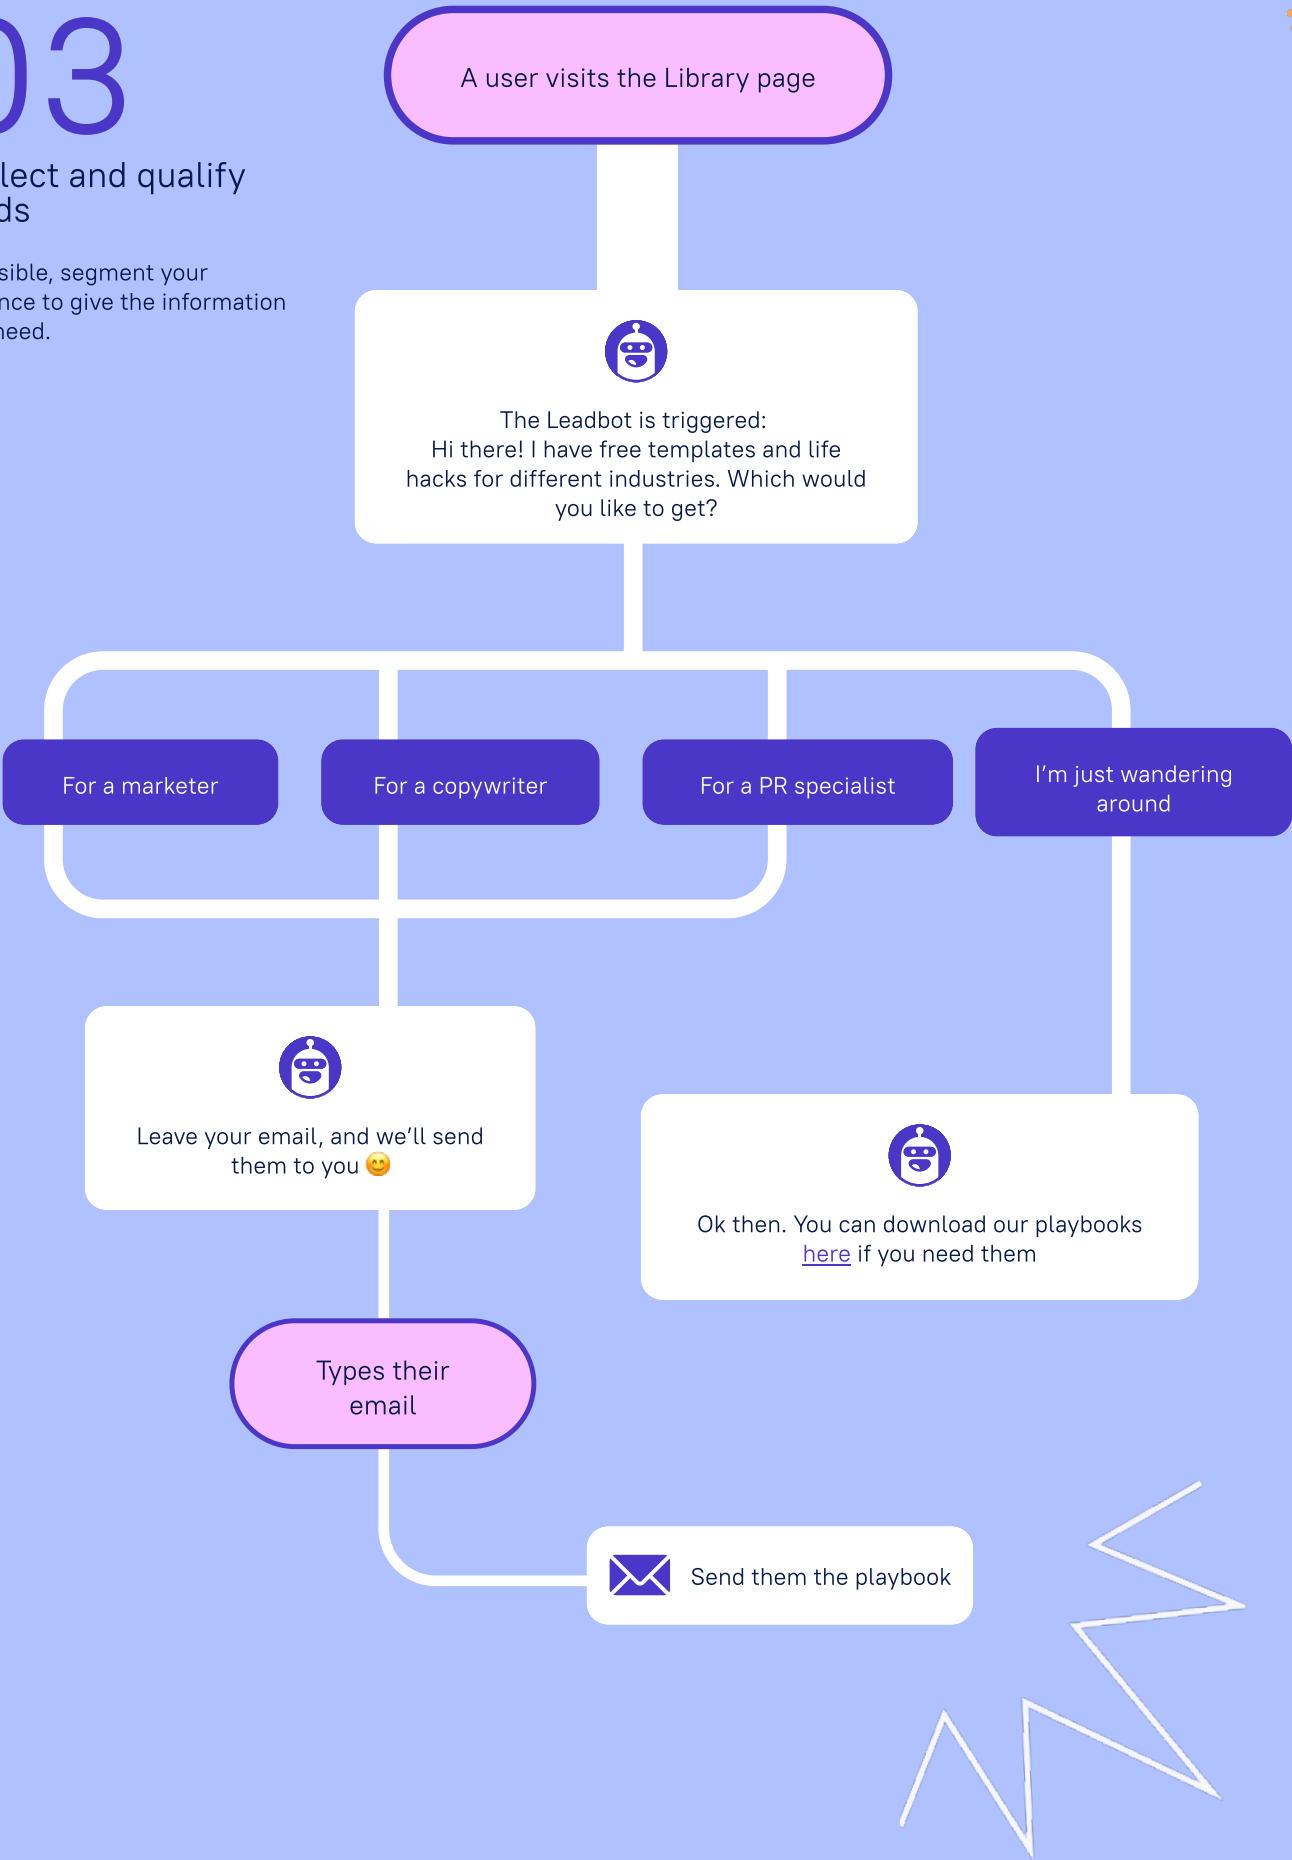 03
lect and qualify
ds
sible, segment your
nce to give the information
need.
A user visits the Library page
The Leadbot is triggered:
Hi there! I have free templates and life
hacks for different industries. Which would
you like to get?
For a marketer
For a copywriter
For a PR specialist
I’m just wandering
around
Leave your email, and we’ll send
them to you 😊
Ok then. You can download our playbooks
here if you need them
Types their
email
Send them the playbook